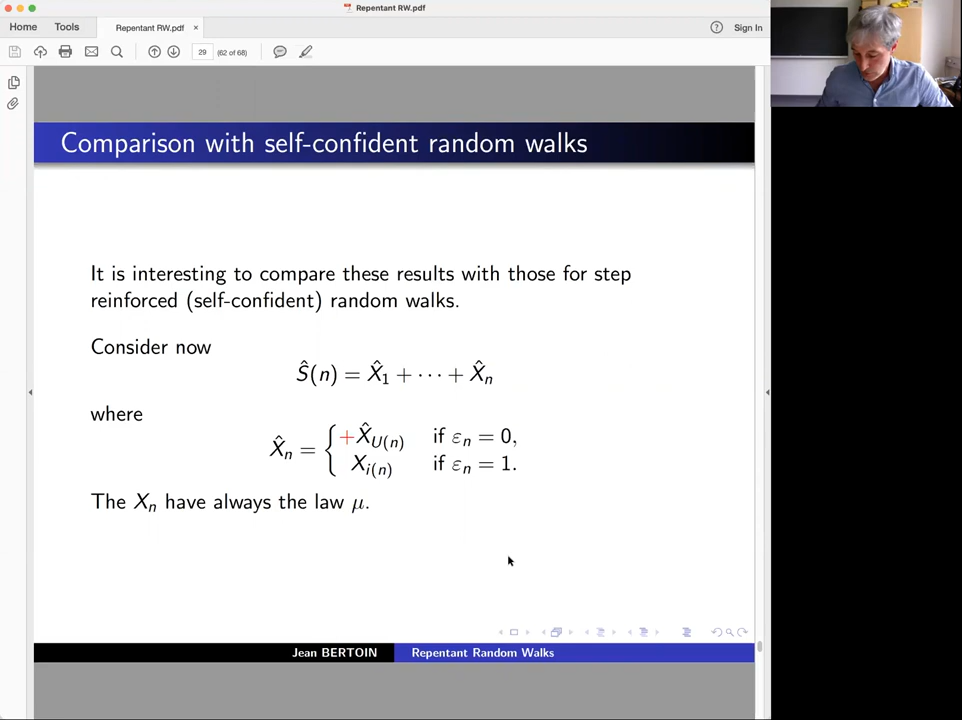 Repentant RW.pdf
Home Tools Repentant RW.pdf × ? Sign In
29 (62 of 68)
Comparison with self-confident random walks
It is interesting to compare these results with those for step
reinforced (self-confident) random walks.
Consider now
Ŝ(n) = X̂₁ + ··· + X̂ₙ
where
X̂ₙ = { +X̂_{U(n)} if εₙ = 0,
X_{i(n)} if εₙ = 1.
The Xₙ have always the law μ.
Jean BERTOIN Repentant Random Walks